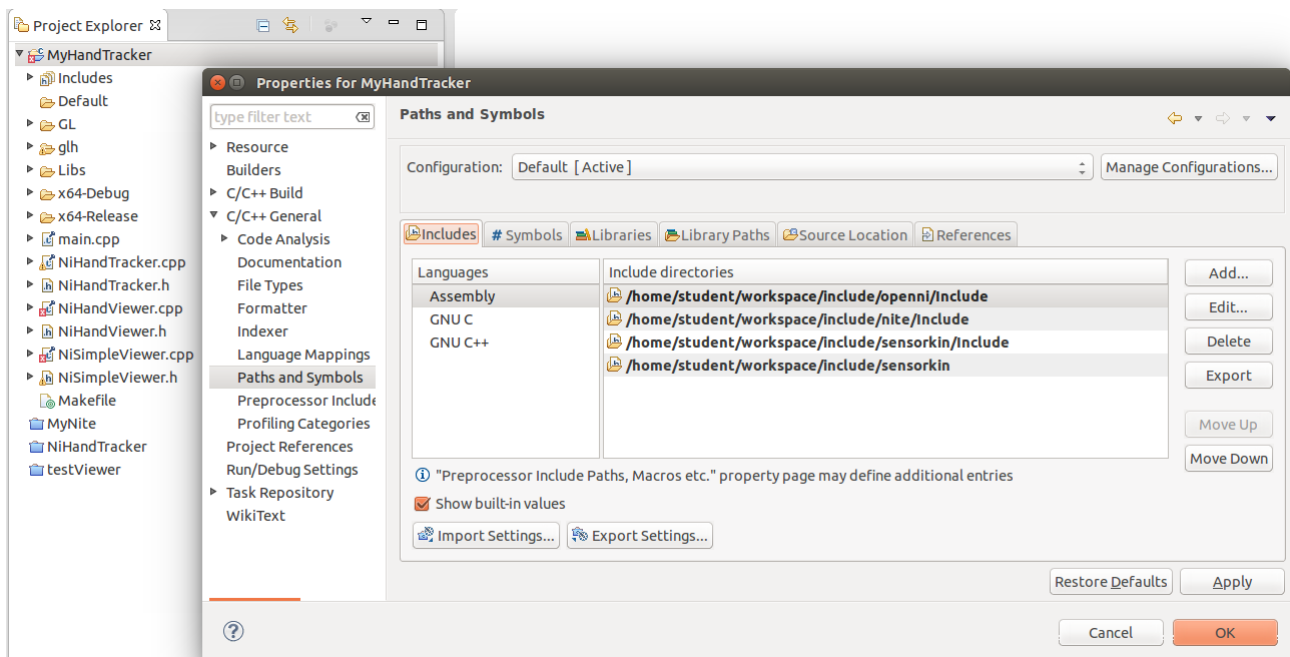 Project Explorer
MyHandTracker
Includes
Default
GL
glh
Libs
x64-Debug
x64-Release
main.cpp
NiHandTracker.cpp
NiHandTracker.h
NiHandViewer.cpp
NiHandViewer.h
NiSimpleViewer.cpp
NiSimpleViewer.h
Makefile
MyNite
NiHandTracker
testViewer
Properties for MyHandTracker
type filter text
Resource
Builders
C/C++ Build
C/C++ General
Code Analysis
Documentation
File Types
Formatter
Indexer
Language Mappings
Paths and Symbols
Preprocessor Include
Profiling Categories
Project References
Run/Debug Settings
Task Repository
WikiText
Paths and Symbols
Configuration: Default [ Active ] Manage Configurations...
Includes # Symbols Libraries Library Paths Source Location References
Languages
Assembly
GNU C
GNU C++
Include directories
/home/student/workspace/include/openni/Include
/home/student/workspace/include/nite/Include
/home/student/workspace/include/sensorkin/Include
/home/student/workspace/include/sensorkin
Add...
Edit...
Delete
Export
Move Up
Move Down
"Preprocessor Include Paths, Macros etc." property page may define additional entries
Show built-in values
Import Settings... Export Settings...
Restore Defaults Apply
? Cancel OK